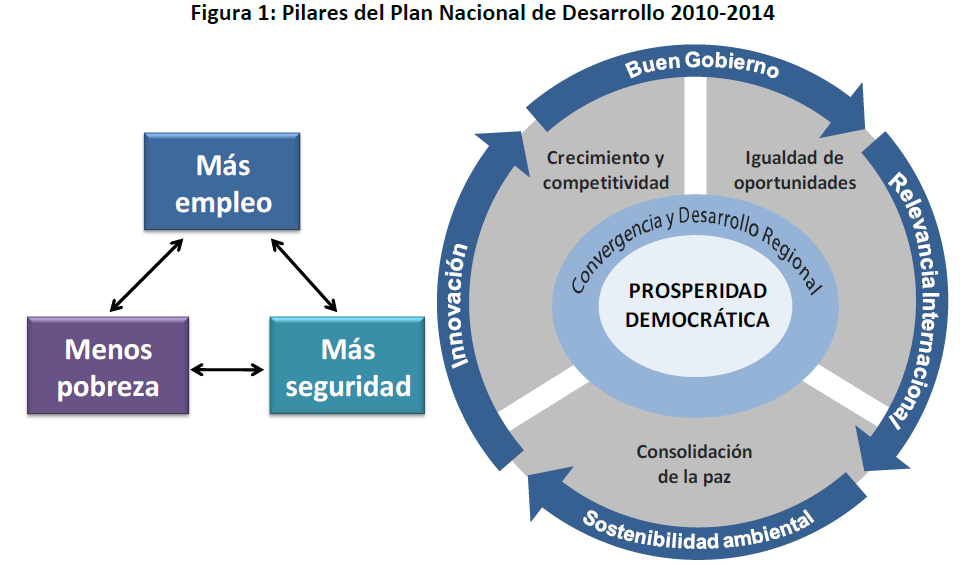 Figura 1: Pilares del Plan Nacional de Desarrollo 2010-2014
Más
empleo
Menos
pobreza
Más
seguridad
Buen Gobierno
Relevancia Internacional
Sostenibilidad ambiental
Innovación
Crecimiento y
competitividad
Igualdad de
oportunidades
Convergencia y Desarrollo Regional
PROSPERIDAD
DEMOCRÁTICA
Consolidación
de la paz